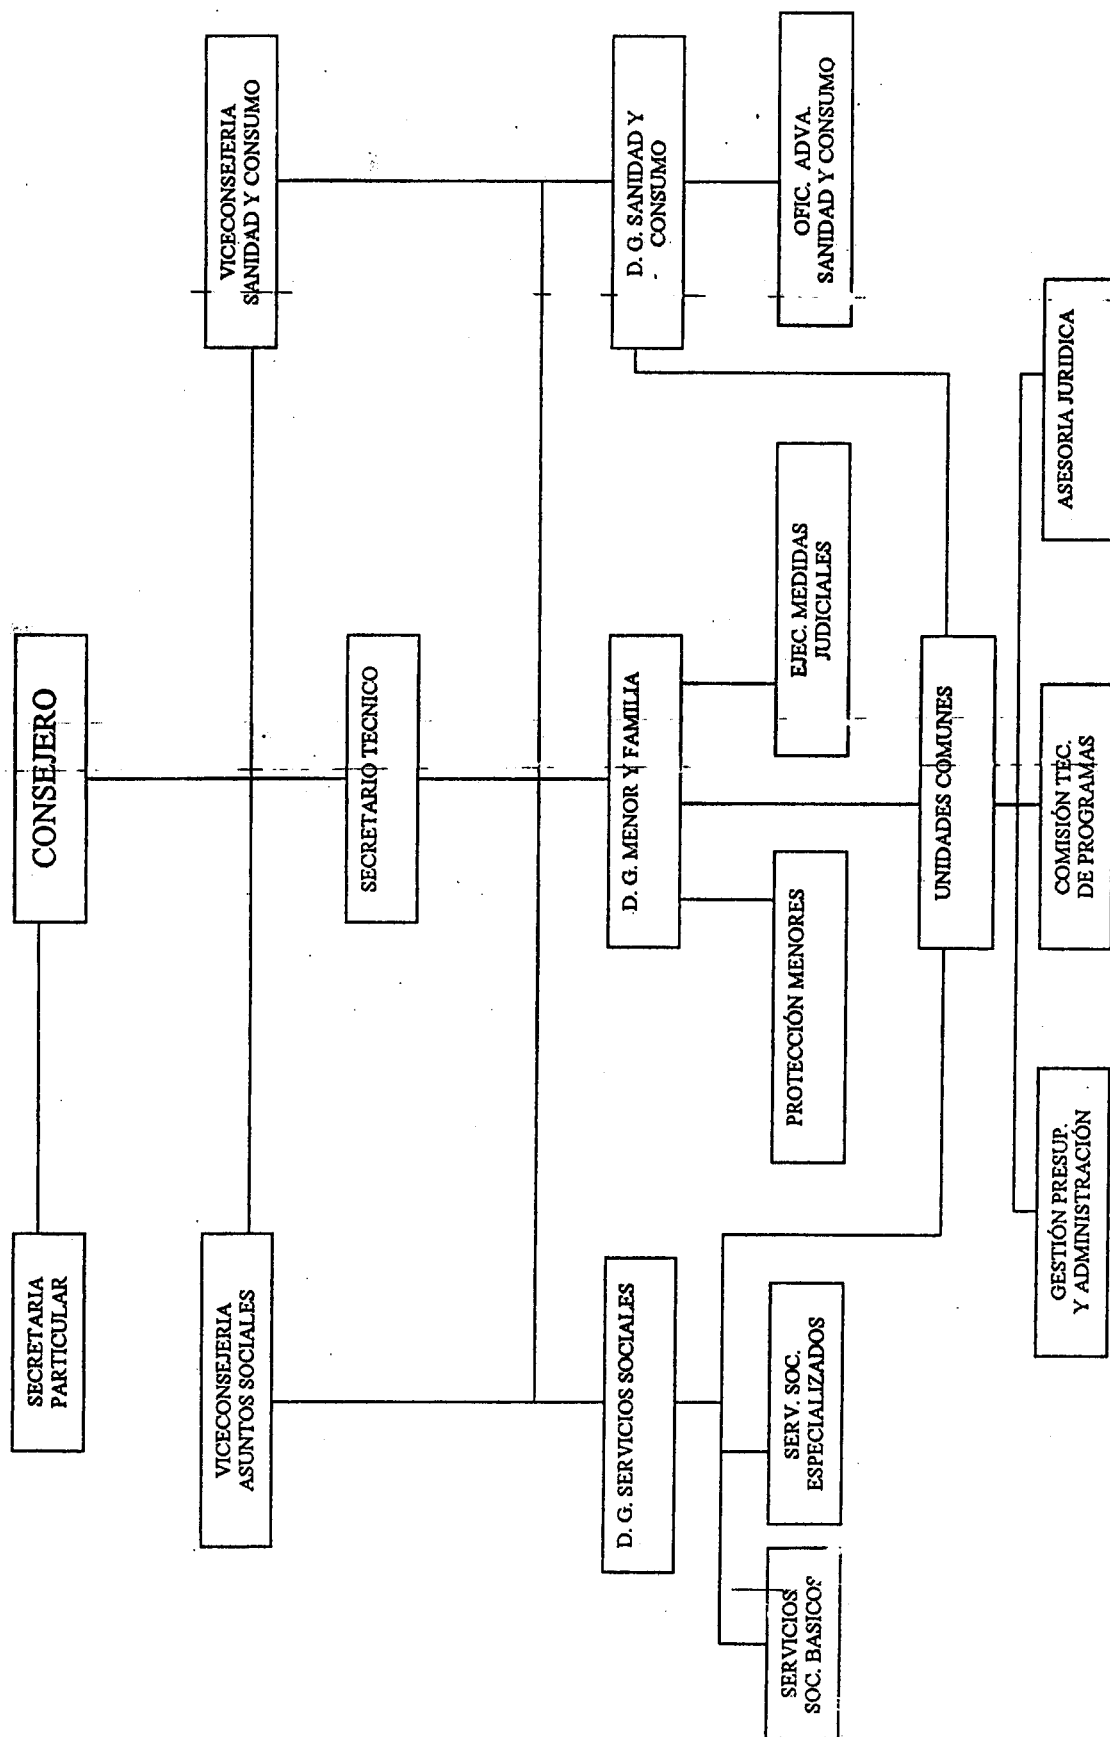 SECRETARIA
PARTICULAR
CONSEJERO
VICECONSEJERIA
ASUNTOS SOCIALES
VICECONSEJERIA
SANIDAD Y CONSUMO
SECRETARIO TECNICO
D. G. SERVICIOS SOCIALES
D. G. MENOR Y FAMILIA
D. G. SANIDAD Y
CONSUMO
SERVICIOS
SOC. BASICOS
SERV. SOC.
ESPECIALIZADOS
PROTECCIÓN MENORES
EJEC. MEDIDAS
JUDICIALES
OFIC. ADVA.
SANIDAD Y CONSUMO
UNIDADES COMUNES
GESTIÓN PRESUP.
Y ADMINISTRACIÓN
COMISIÓN TEC.
DE PROGRAMAS
ASESORIA JURIDICA